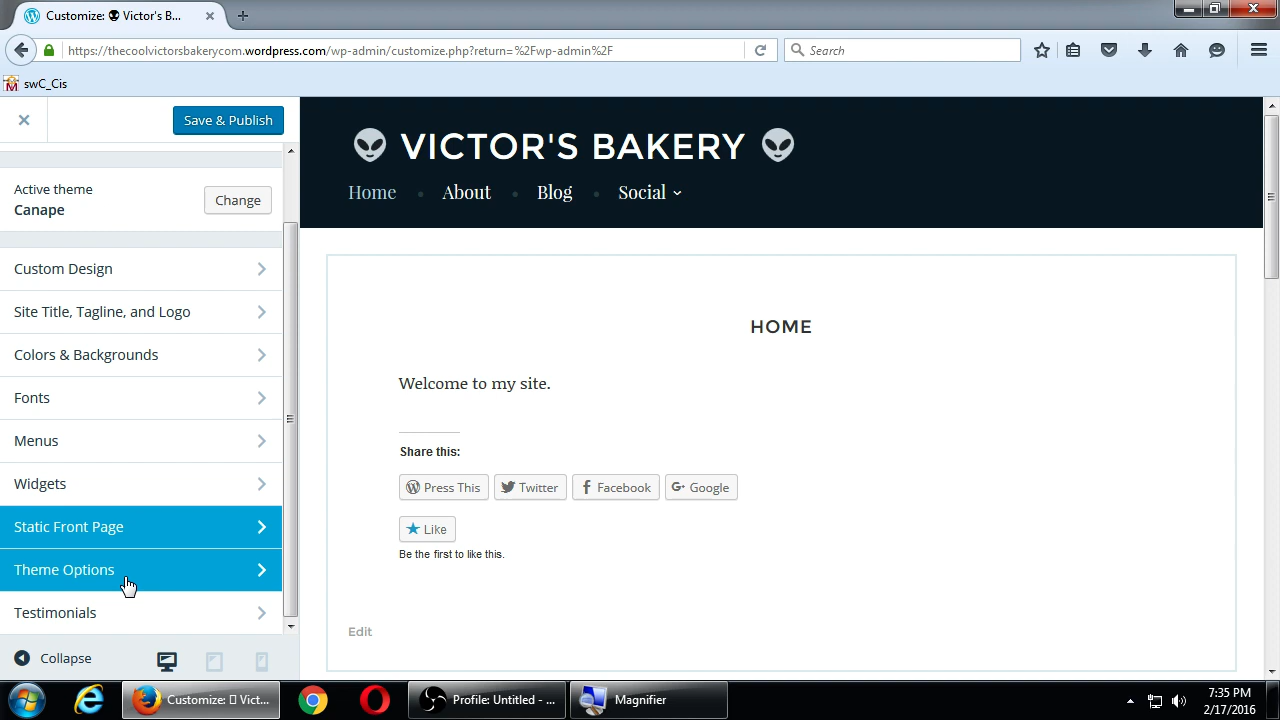 Customize: 👽 Victor's B...
https://thecoolvictorsbakerycom.wordpress.com/wp-admin/customize.php?return=%2Fwp-admin%2F
Search
swC_Cis
Save & Publish
Active theme
Canape
Change
Custom Design
Site Title, Tagline, and Logo
Colors & Backgrounds
Fonts
Menus
Widgets
Static Front Page
Theme Options
Testimonials
Collapse
👽 VICTOR'S BAKERY 👽
Home About Blog Social
HOME
Welcome to my site.
Share this:
Press This Twitter Facebook Google
Like
Be the first to like this.
Edit
Customize: Vict...
Profile: Untitled - ...
Magnifier
7:35 PM
2/17/2016